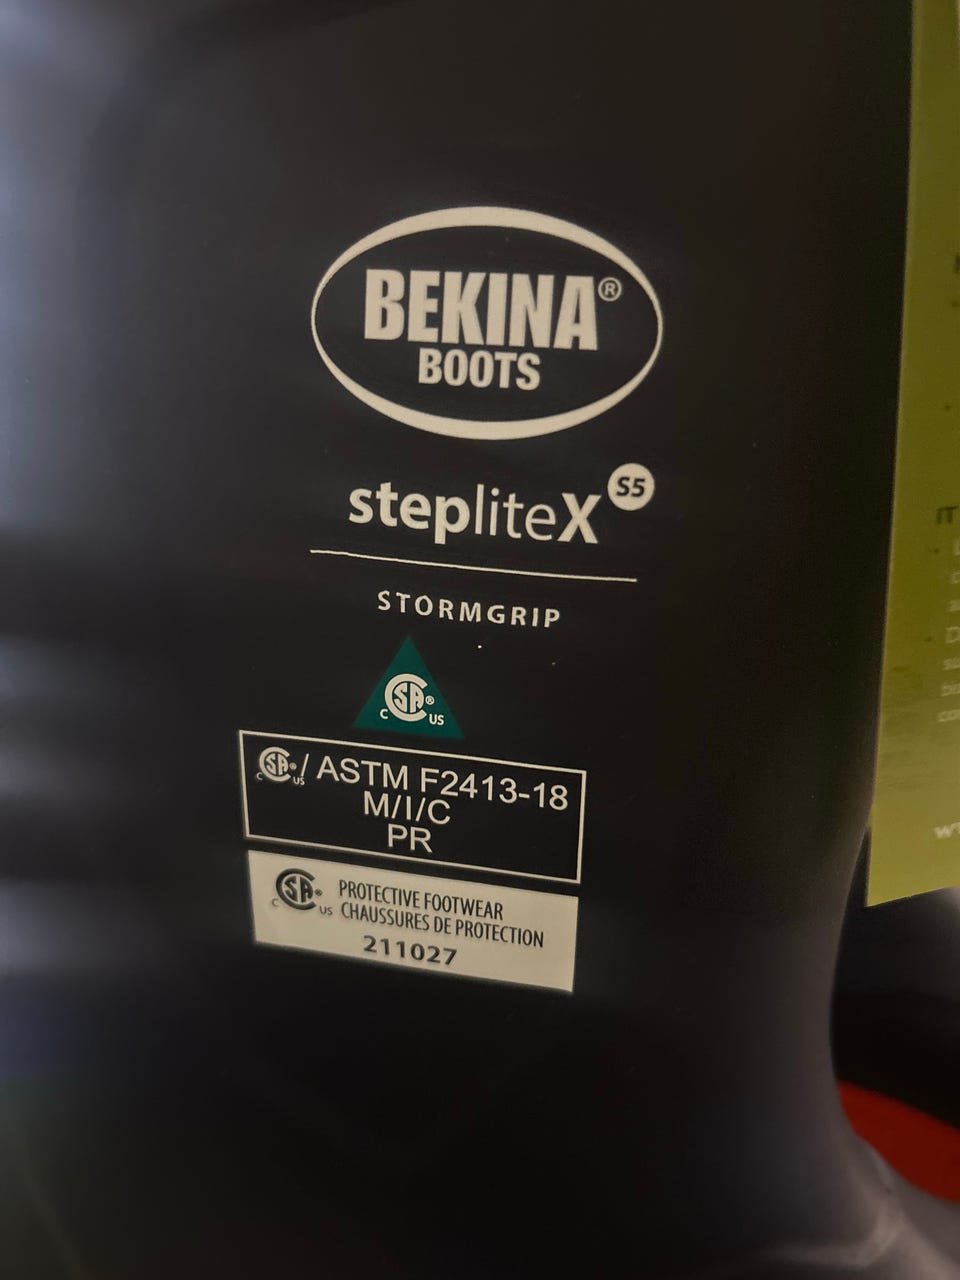 BEKINA®
BOOTS
stepliteX S5
STORMGRIP
CSA®
C US
CSA® C US / ASTM F2413-18
M/I/C
PR
CSA® C US PROTECTIVE FOOTWEAR
CHAUSSURES DE PROTECTION
211027
IT